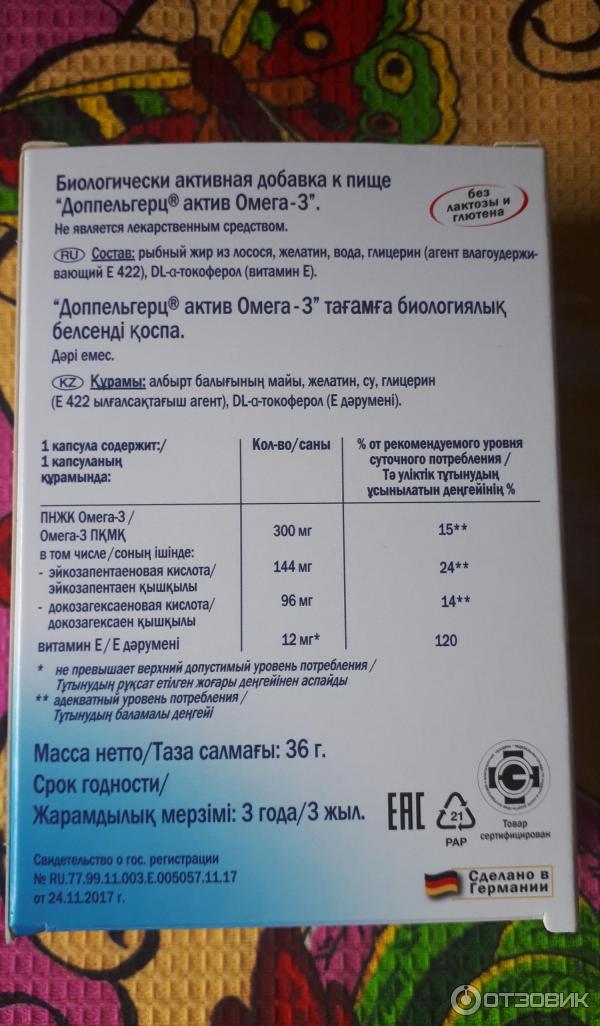 Биологически активная добавка к пище
"Доппельгерц® актив Омега-3".
Не является лекарственным средством.
без
лактозы и
глютена
RU Состав: рыбный жир из лосося, желатин, вода, глицерин (агент влагоудержи-
вающий Е 422), DL-α-токоферол (витамин Е).
"Доппельгерц® актив Омега-3" тағамға биологиялық
белсенді қоспа.
Дәрі емес.
KZ Құрамы: албырт балығының майы, желатин, су, глицерин
(Е 422 ылғалсақтағыш агент), DL-α-токоферол (Е дәрумені).
1 капсула содержит:/
1 капсуланың
құрамында:
Кол-во/саны
% от рекомендуемого уровня
суточного потребления /
Тә уліктік тұтынудың
ұсынылатын деңгейінің %
ПНЖК Омега-3 /
Омега-3 ПҚМҚ 300 мг 15**
в том числе/соның ішінде:
- эйкозапентаеновая кислота/ 144 мг 24**
эйкозапентаен қышқылы
- докозагексаеновая кислота/ 96 мг 14**
докозагексаен қышқылы
витамин Е/Е дәрумені 12 мг* 120
* не превышает верхний допустимый уровень потребления /
Тұтынудың рұқсат етілген жоғары деңгейінен аспайды
** адекватный уровень потребления /
Тұтынудың баламалы деңгейі
Масса нетто/Таза салмағы: 36 г.
Срок годности/
Жарамдылық мерзімі: 3 года/3 жыл.
EAC
21
PAP
Товар
сертифицирован
Свидетельство о гос. регистрации
№ RU.77.99.11.003.E.005057.11.17
от 24.11.2017 г.
Сделано в
Германии
ОТЗОВИК